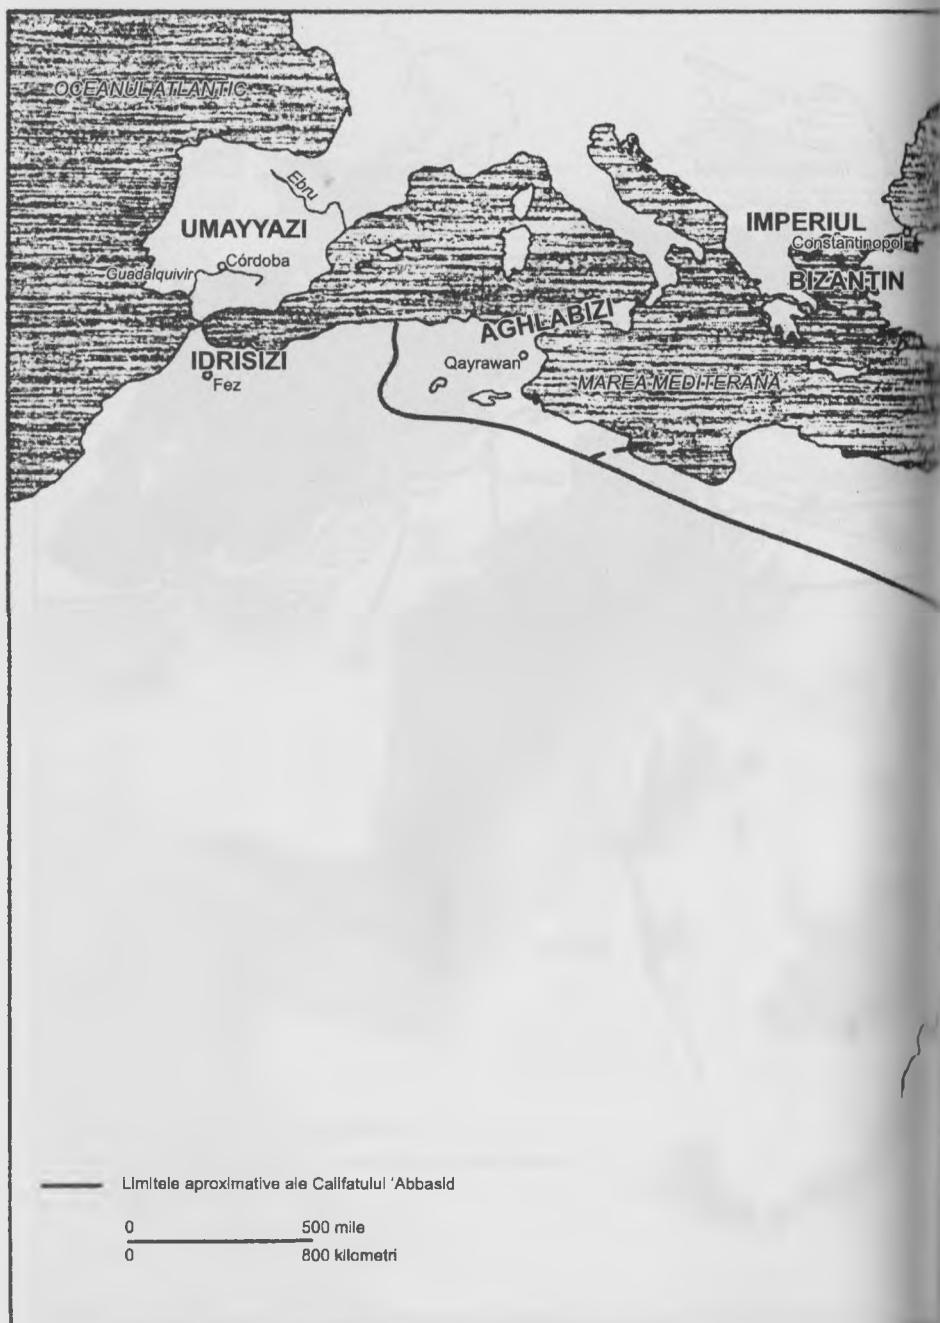 OCEANUL ATLANTIC
Ebru
UMAYYAZI
IMPERIUL
Constantinopol
Guadalquivir
Córdoba
BIZANTIN
AGHLABIZI
IDRISIZI
Qayrawan
Fez
MAREA MEDITERANA
Limitele aproximative ale Califatului 'Abbasid
0 500 mile
0 800 kilometri